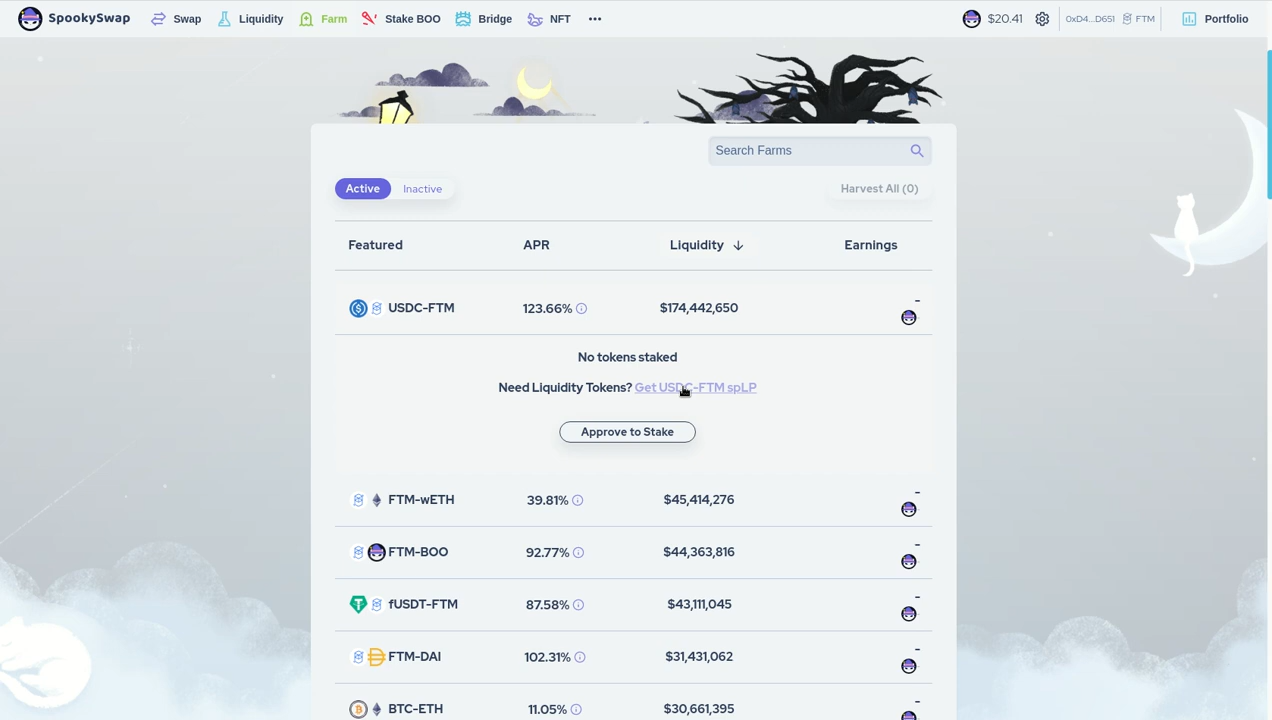 SpookySwap Swap Liquidity Farm Stake BOO Bridge NFT ••• $20.41 0xD4...D651 FTM Portfolio
Search Farms
Active Inactive Harvest All (0)
Featured APR Liquidity Earnings
USDC-FTM 123.66% $174,442,650 -
No tokens staked
Need Liquidity Tokens? Get USDC-FTM spLP
Approve to Stake
FTM-wETH 39.81% $45,414,276 -
FTM-BOO 92.77% $44,363,816 -
fUSDT-FTM 87.58% $43,111,045 -
FTM-DAI 102.31% $31,431,062 -
BTC-ETH 11.05% $30,661,395 -